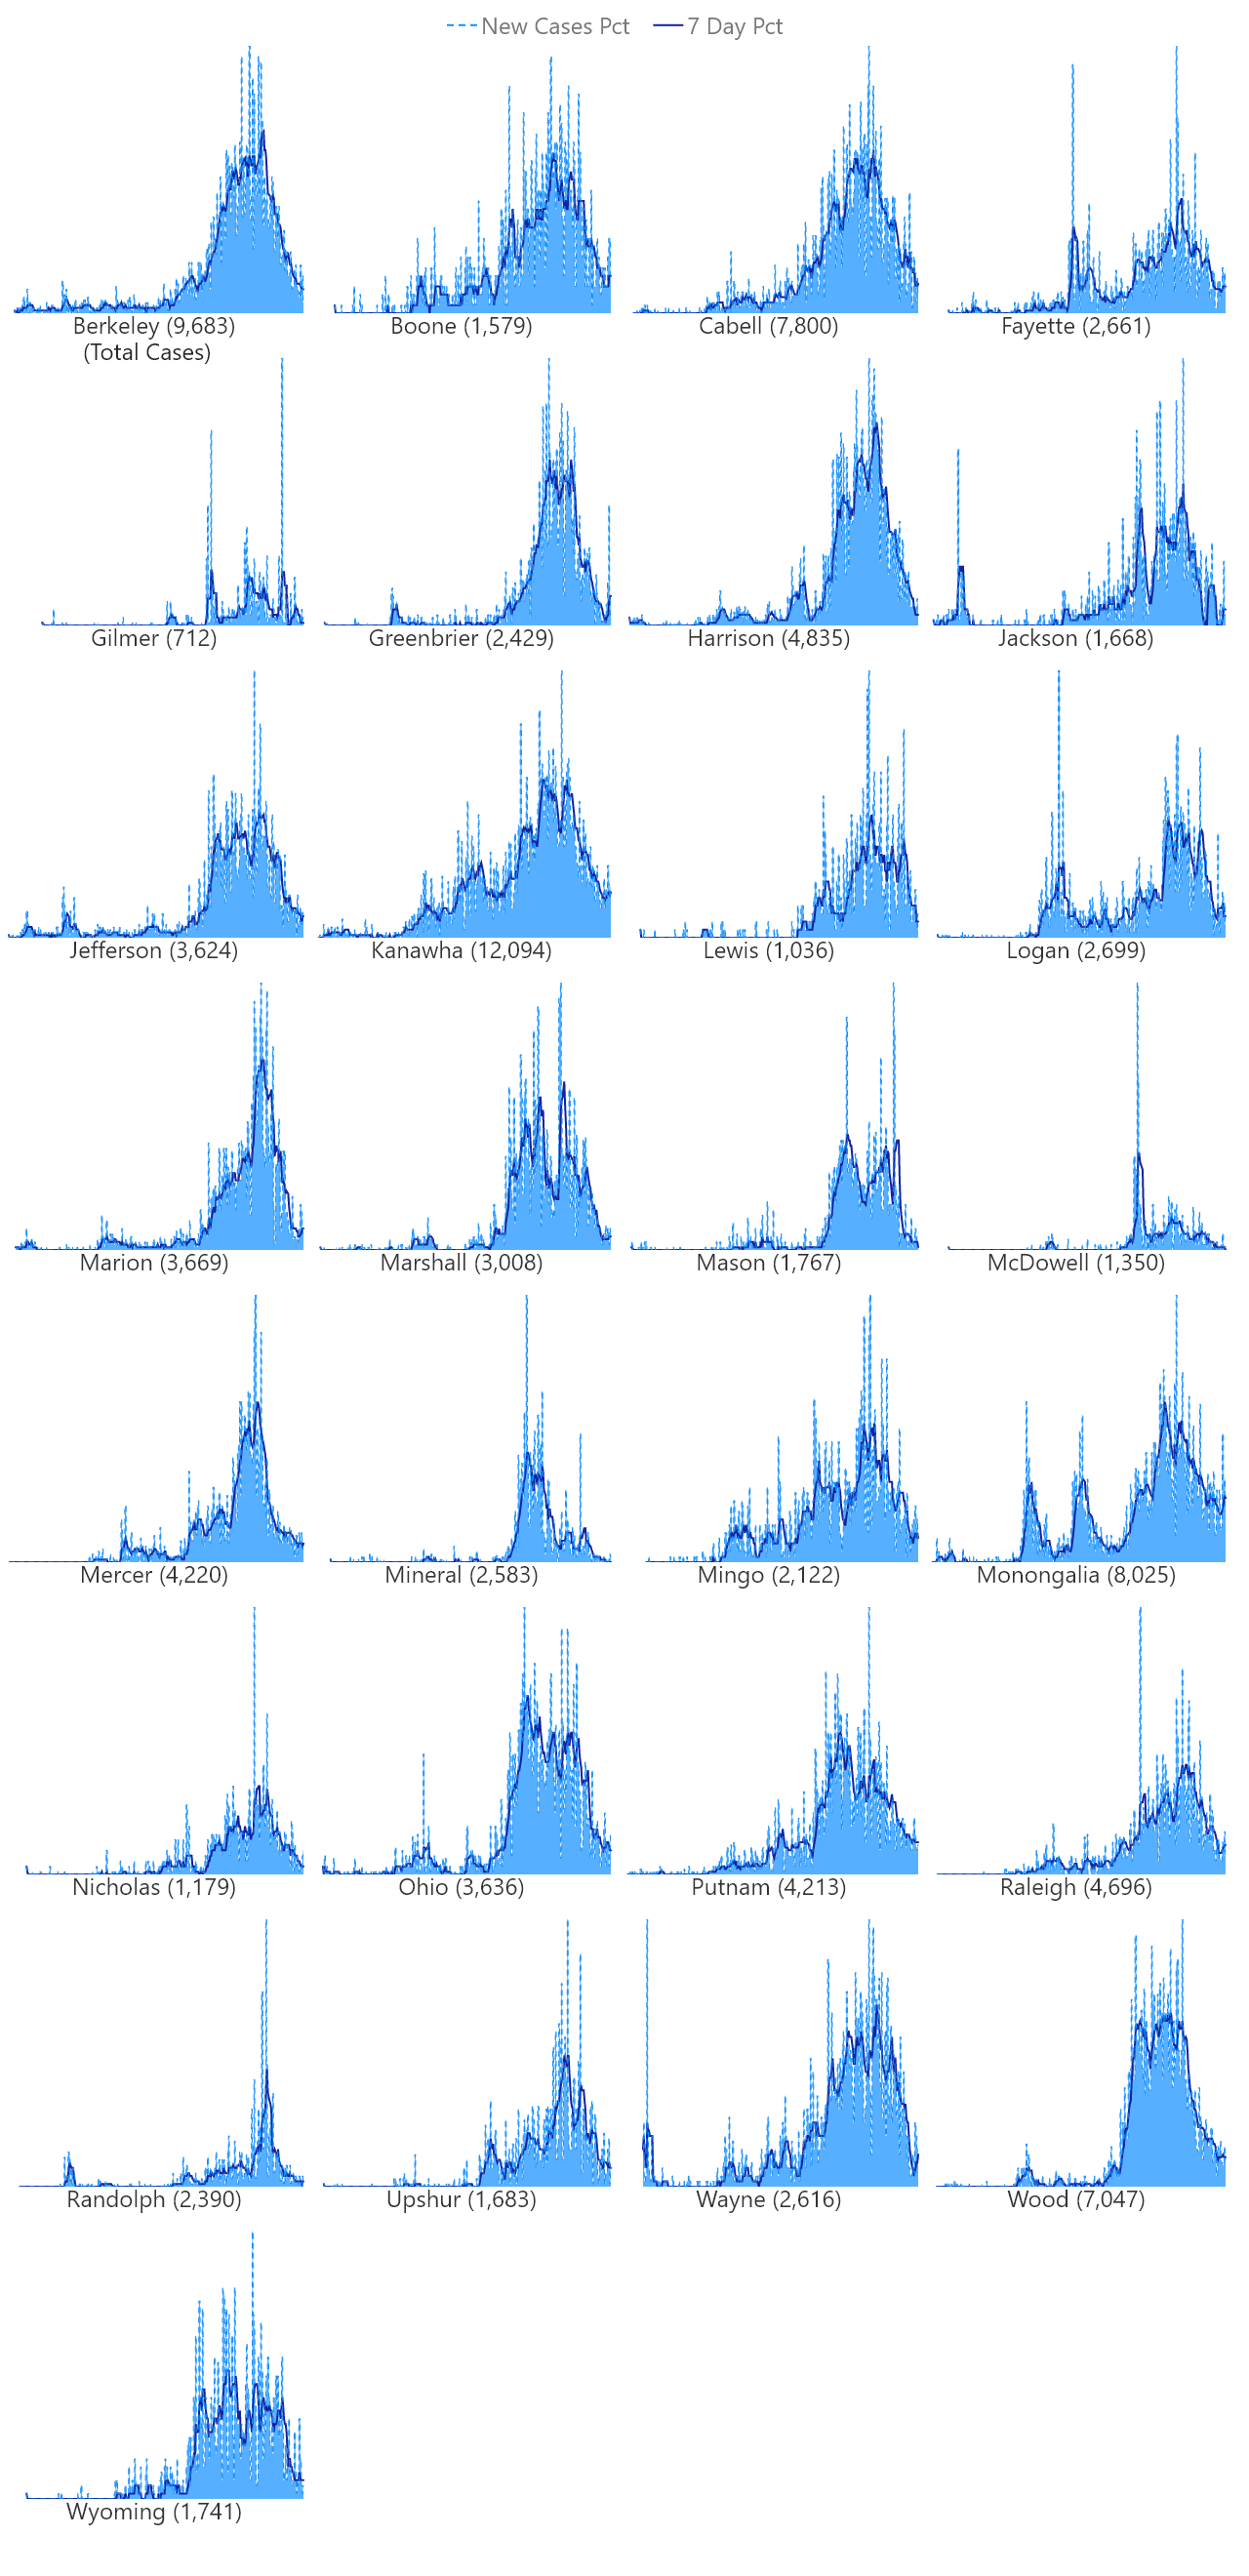 New Cases Pct 7 Day Pct
Berkeley (9,683) Boone (1,579) Cabell (7,800) Fayette (2,661)
(Total Cases)
Gilmer (712) Greenbrier (2,429) Harrison (4,835) Jackson (1,668)
Jefferson (3,624) Kanawha (12,094) Lewis (1,036) Logan (2,699)
Marion (3,669) Marshall (3,008) Mason (1,767) McDowell (1,350)
Mercer (4,220) Mineral (2,583) Mingo (2,122) Monongalia (8,025)
Nicholas (1,179) Ohio (3,636) Putnam (4,213) Raleigh (4,696)
Randolph (2,390) Upshur (1,683) Wayne (2,616) Wood (7,047)
Wyoming (1,741)